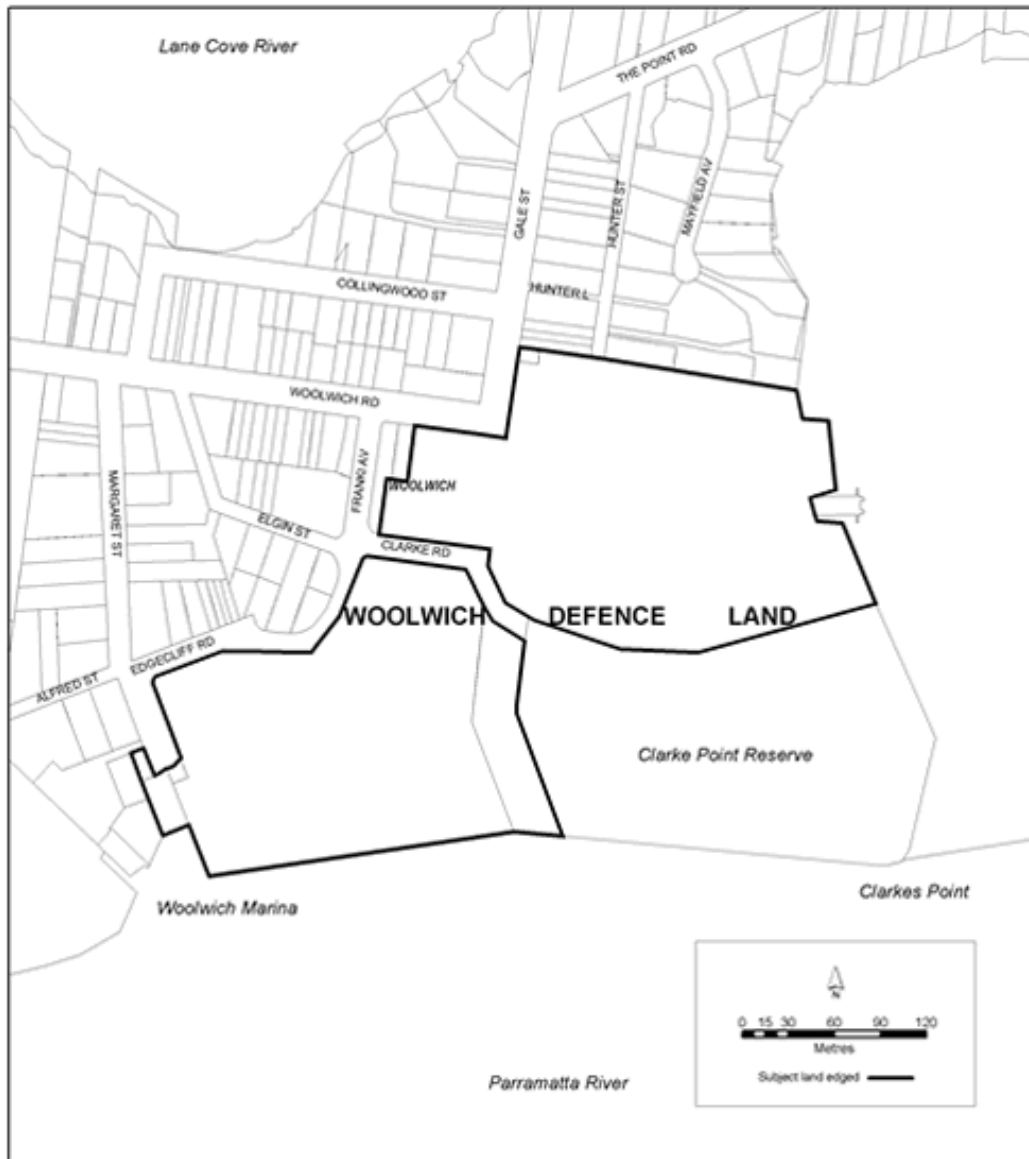 Lane Cove River
THE POINT RD
GALE ST
HUNTER ST
MAYFIELD AV
COLLINGWOOD ST
HUNTER L
WOOLWICH RD
FRANKI AV
WOOLWICH
MARGARET ST
ELGIN ST
CLARKE RD
WOOLWICH DEFENCE LAND
EDGECLIFF RD
ALFRED ST
Clarke Point Reserve
Clarkes Point
Woolwich Marina
N
0 15 30 60 90 120
Metres
Subject land edged
Parramatta River